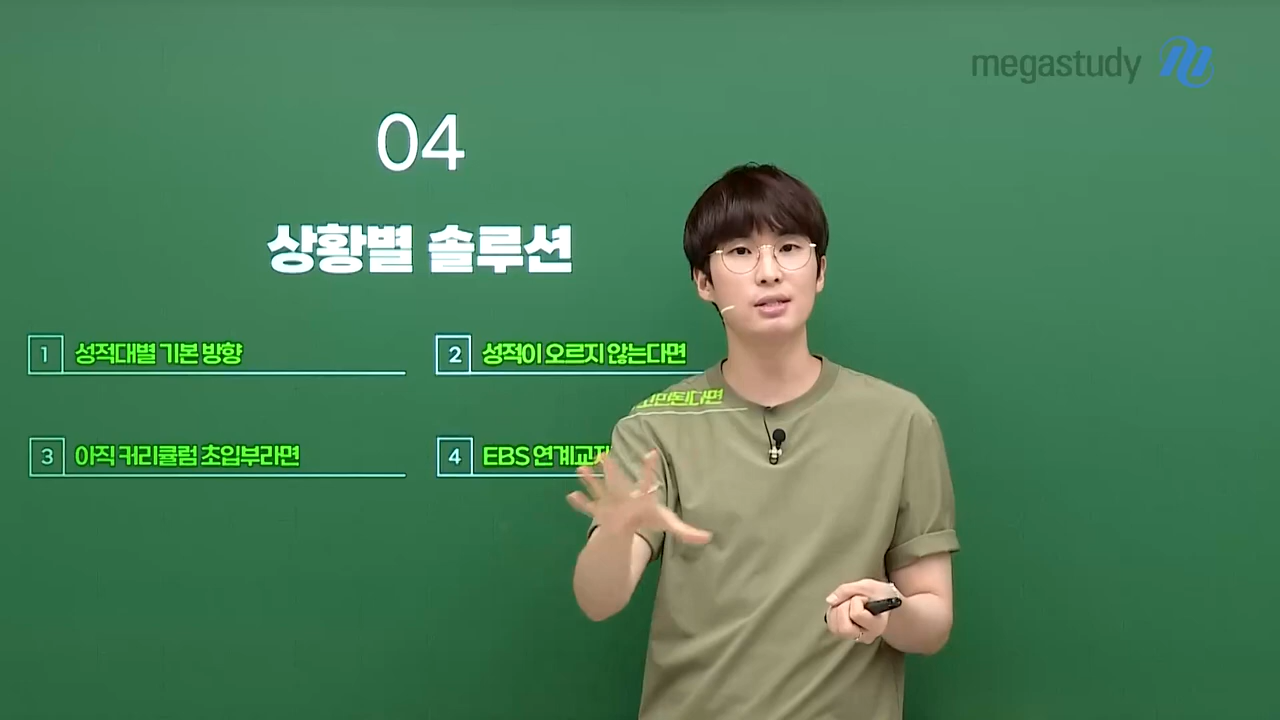 megastudy
04
상황별 솔루션
1 성적대별 기본 방향
2 성적이 오르지 않는다면
3 아직 커리큘럼 초입부라면
4 EBS 연계교재